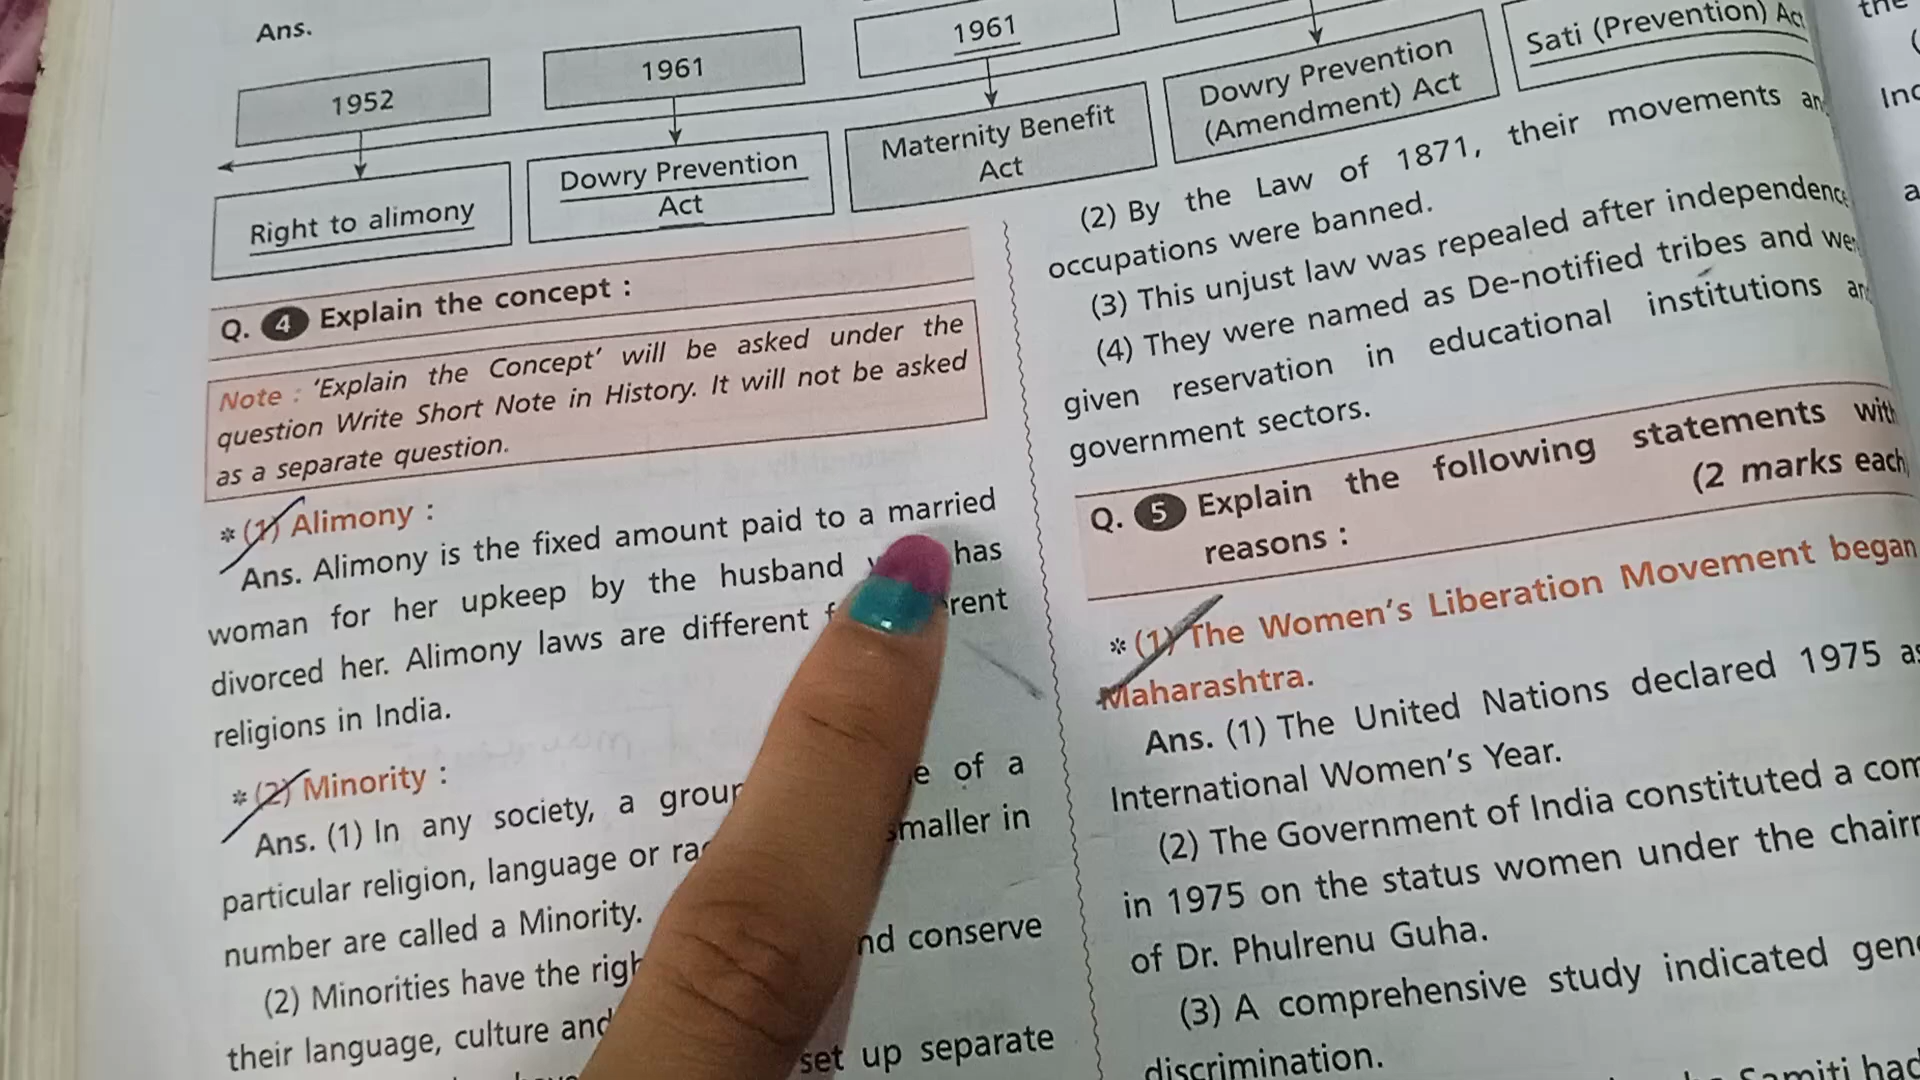 Ans.
1952
1961
1961
Right to alimony
Dowry Prevention
Act
Maternity Benefit
Act
Dowry Prevention
(Amendment) Act
Sati (Prevention) Act
Q. 4 Explain the concept :
Note : ‘Explain the Concept’ will be asked under the
question Write Short Note in History. It will not be asked
as a separate question.
* (1) Alimony :
Ans. Alimony is the fixed amount paid to a married
woman for her upkeep by the husband has
divorced her. Alimony laws are different
religions in India.
* (2) Minority :
Ans. (1) In any society, a group of a
particular religion, language or smaller in
number are called a Minority.
(2) Minorities have the conserve
their language, culture and
set up separate
(2) By the Law of 1871, their movements
occupations were banned.
(3) This unjust law was repealed after independence
(4) They were named as De-notified tribes and
given reservation in educational institutions
government sectors.
Q. 5 Explain the following statements with
reasons : (2 marks each
* (1) The Women’s Liberation Movement began
Maharashtra.
Ans. (1) The United Nations declared 1975 as
International Women’s Year.
(2) The Government of India constituted a
in 1975 on the status women under the
of Dr. Phulrenu Guha.
(3) A comprehensive study indicated
discrimination.
Samiti had